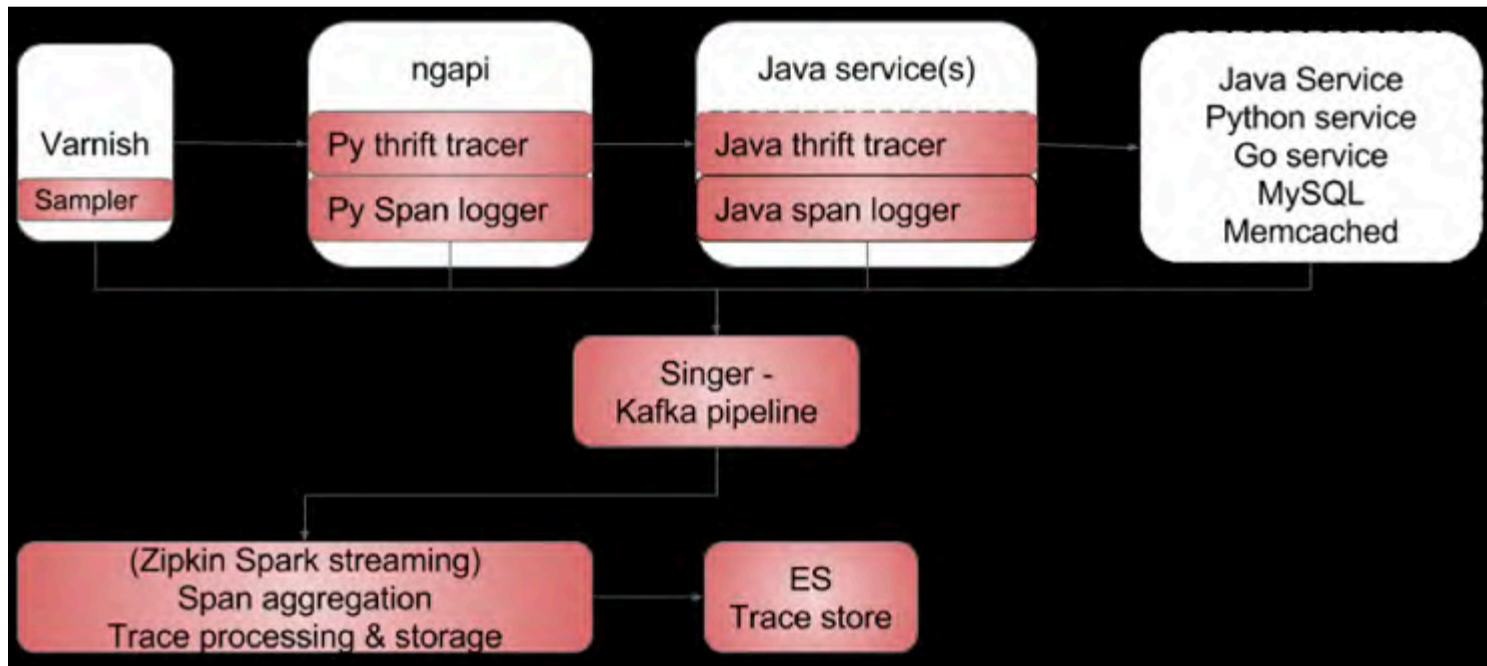 Varnish
Sampler
ngapi
Py thrift tracer
Py Span logger
Java service(s)
Java thrift tracer
Java span logger
Java Service
Python service
Go service
MySQL
Memcached
Singer -
Kafka pipeline
(Zipkin Spark streaming)
Span aggregation
Trace processing & storage
ES
Trace store